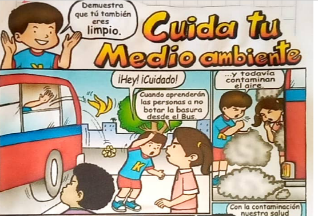 Demuestra
que tú también
eres
limpio.
Cuida tu
Medio ambiente
¡Hey! ¡Cuidado!
Cuando aprenderán
las personas a no
botar la basura
desde el Bus.
...y todavía
contaminan
el aire.
Con la contaminación
nuestra salud